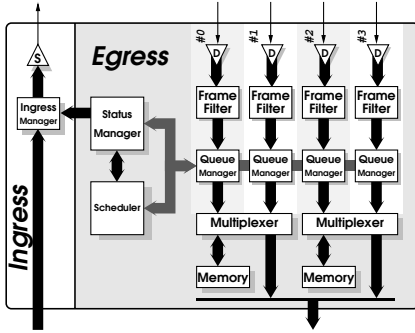 #0
#1
#2
#3
S
Egress
D
D
D
D
Ingress
Manager
Status
Manager
Frame
Filter
Frame
Filter
Frame
Filter
Frame
Filter
Queue
Manager
Queue
Manager
Queue
Manager
Queue
Manager
Scheduler
Multiplexer
Multiplexer
Memory
Memory
Ingress